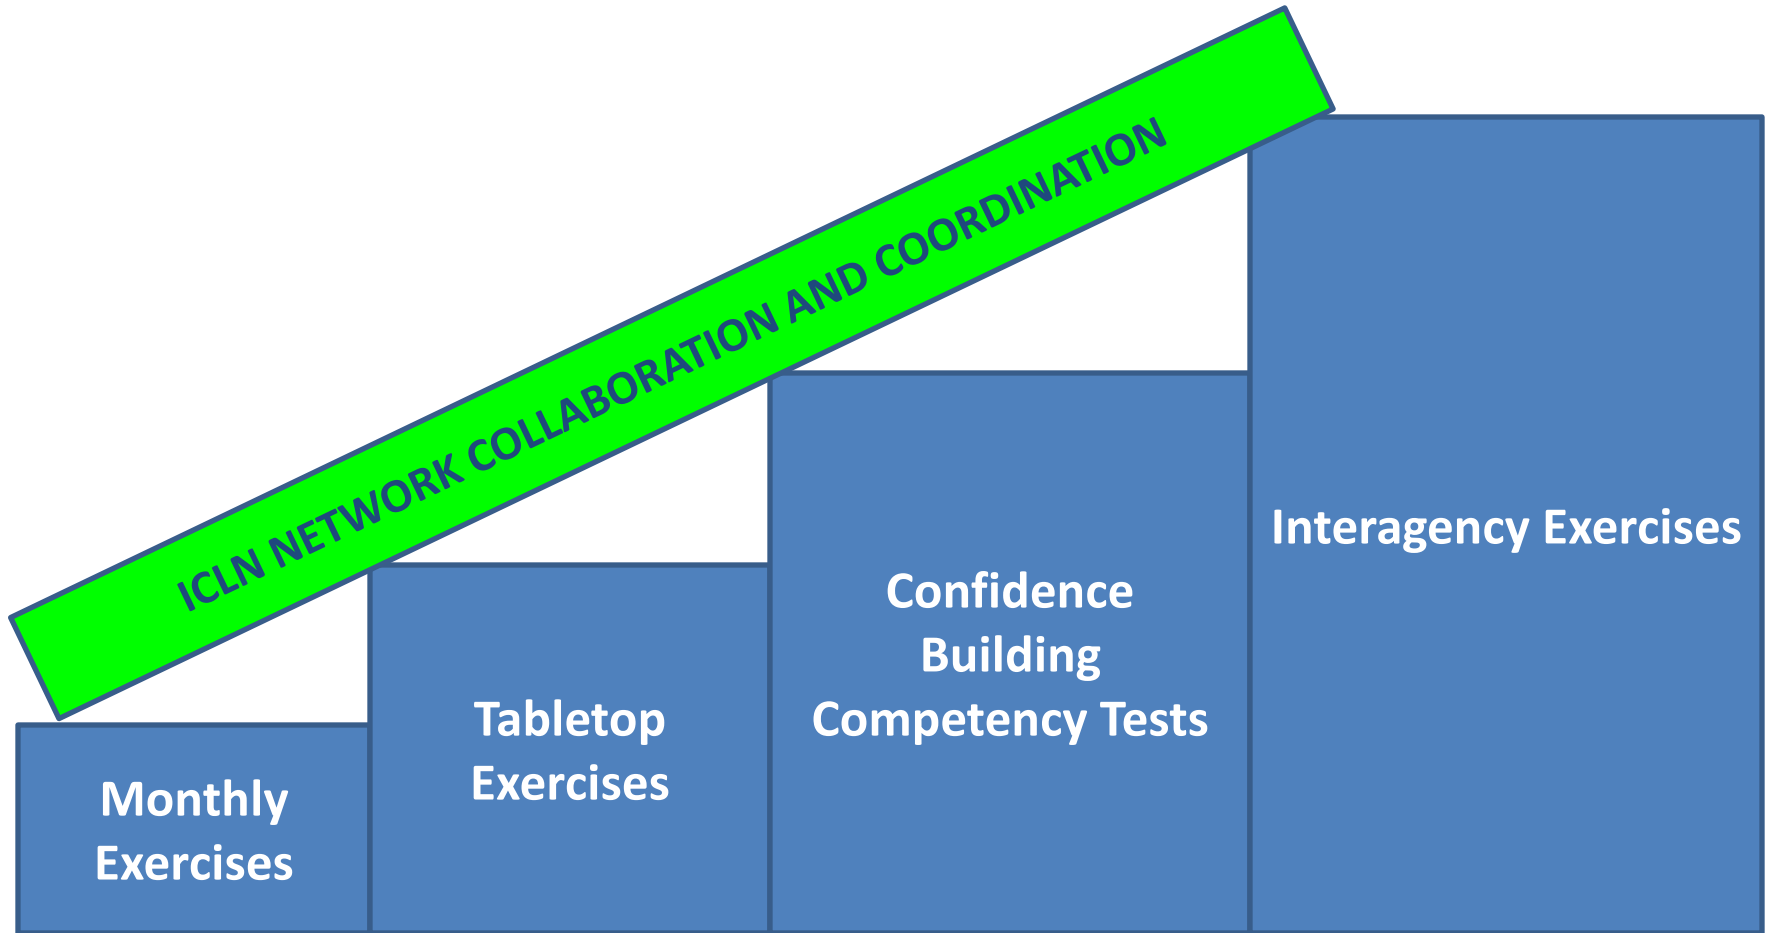 ICLN NETWORK COLLABORATION AND COORDINATION
Monthly
Exercises
Tabletop
Exercises
Confidence
Building
Competency Tests
Interagency Exercises